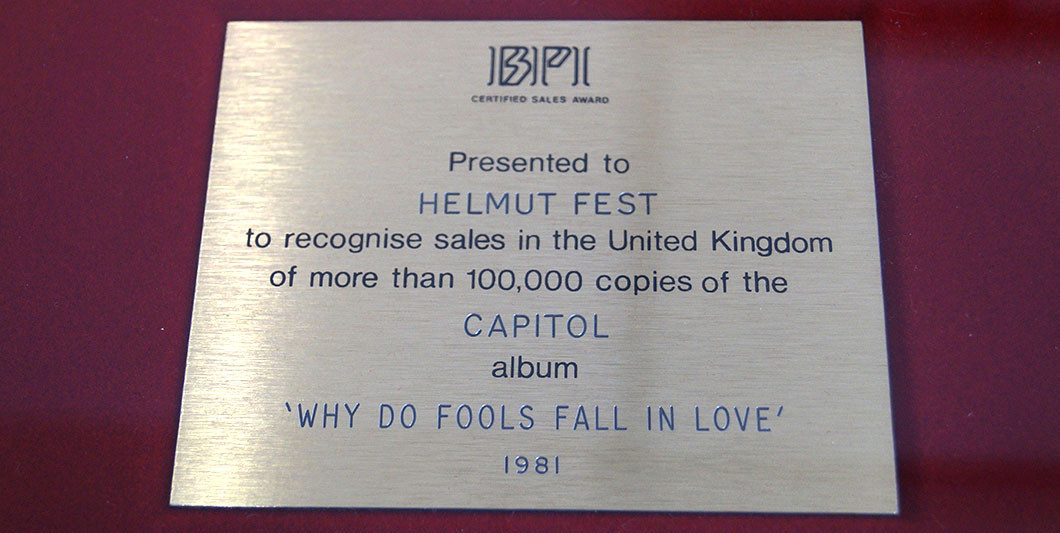 BPI
CERTIFIED SALES AWARD
Presented to
HELMUT FEST
to recognise sales in the United Kingdom
of more than 100,000 copies of the
CAPITOL
album
'WHY DO FOOLS FALL IN LOVE'
1981